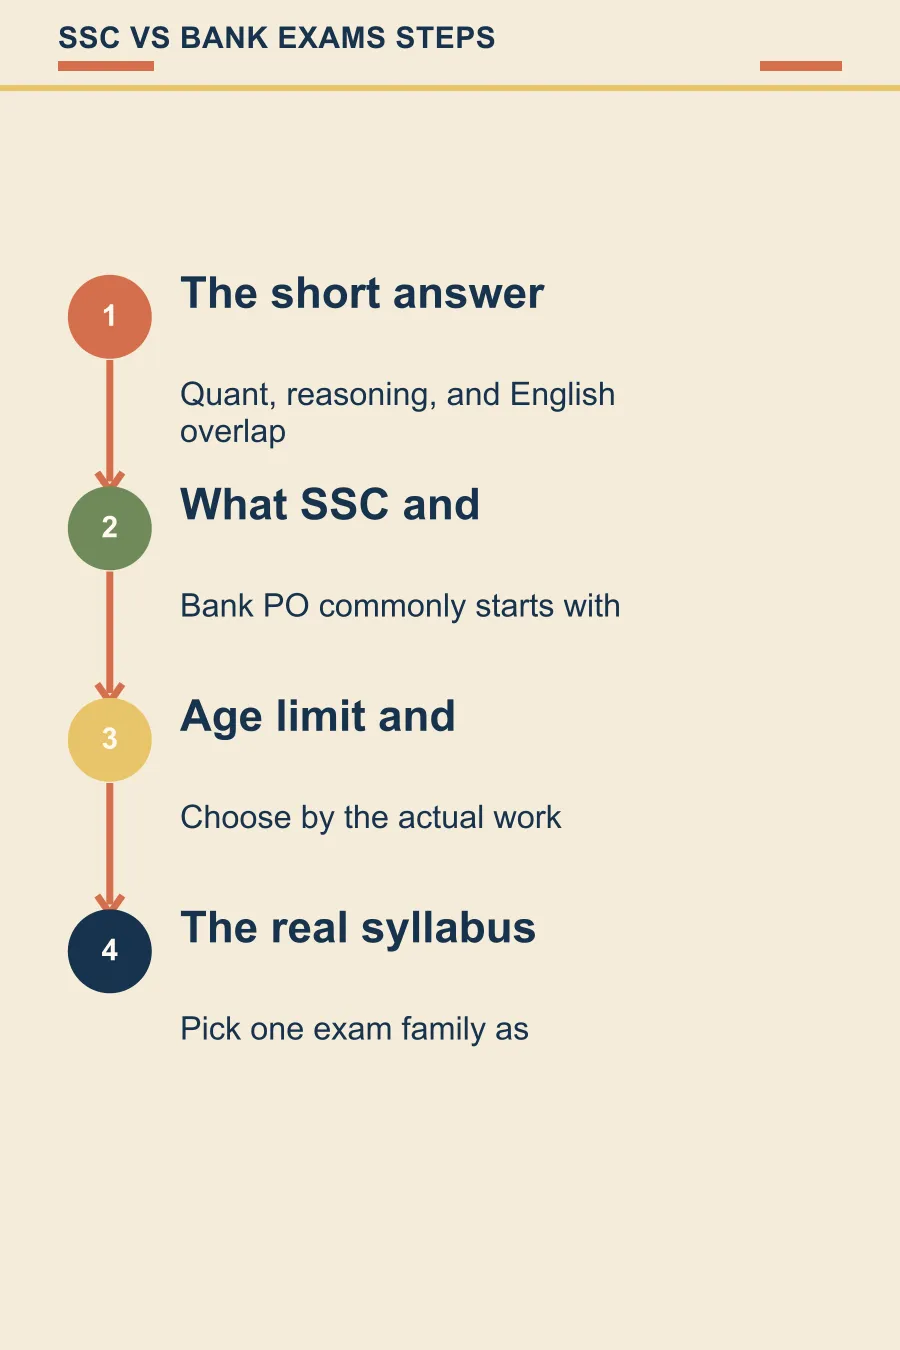 SSC VS BANK EXAMS STEPS
1
The short answer
Quant, reasoning, and English
overlap
2
What SSC and
Bank PO commonly starts with
3
Age limit and
Choose by the actual work
4
The real syllabus
Pick one exam family as